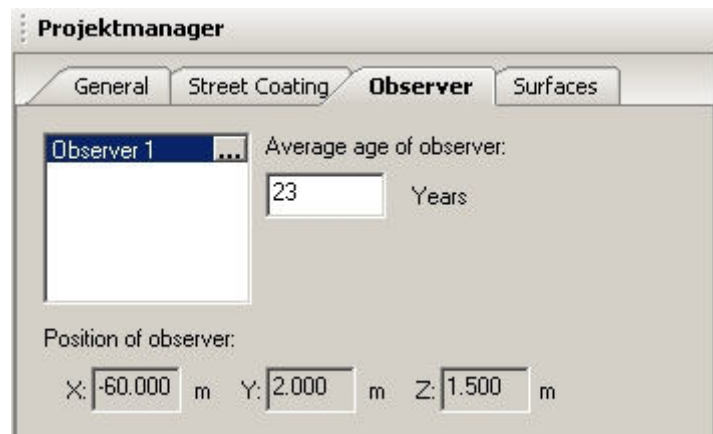 Projektmanager
General Street Coating Observer Surfaces
Observer 1 ... Average age of observer:
23 Years
Position of observer:
X: -60.000 m Y: 2.000 m Z: 1.500 m